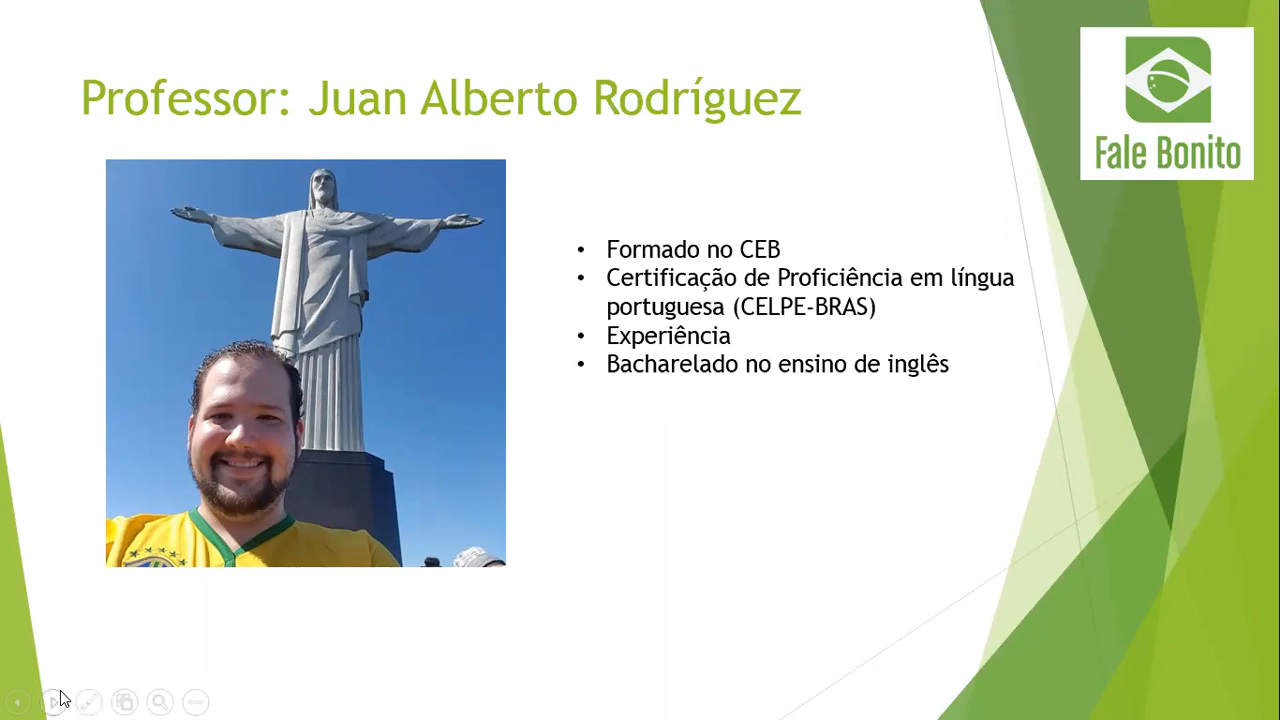 Professor: Juan Alberto Rodríguez
Fale Bonito
• Formado no CEB
• Certificação de Proficiência em língua
portuguesa (CELPE-BRAS)
• Experiência
• Bacharelado no ensino de inglês